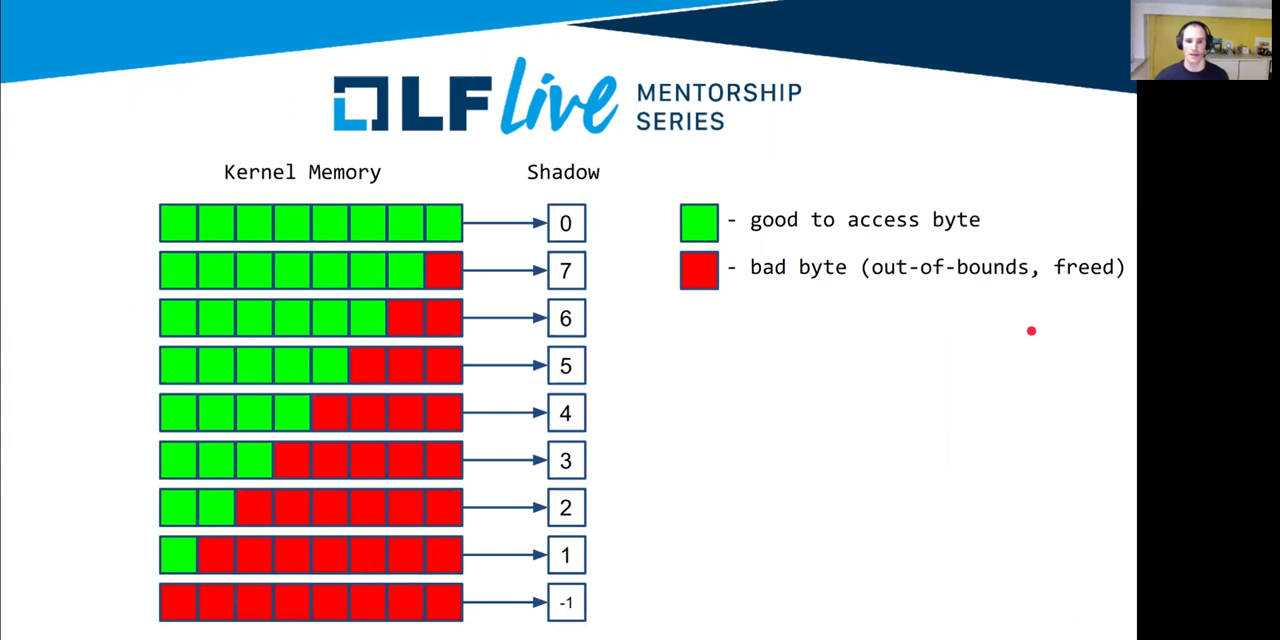 LF Live MENTORSHIP
SERIES
Kernel Memory Shadow
0 - good to access byte
7 - bad byte (out-of-bounds, freed)
6
5
4
3
2
1
-1